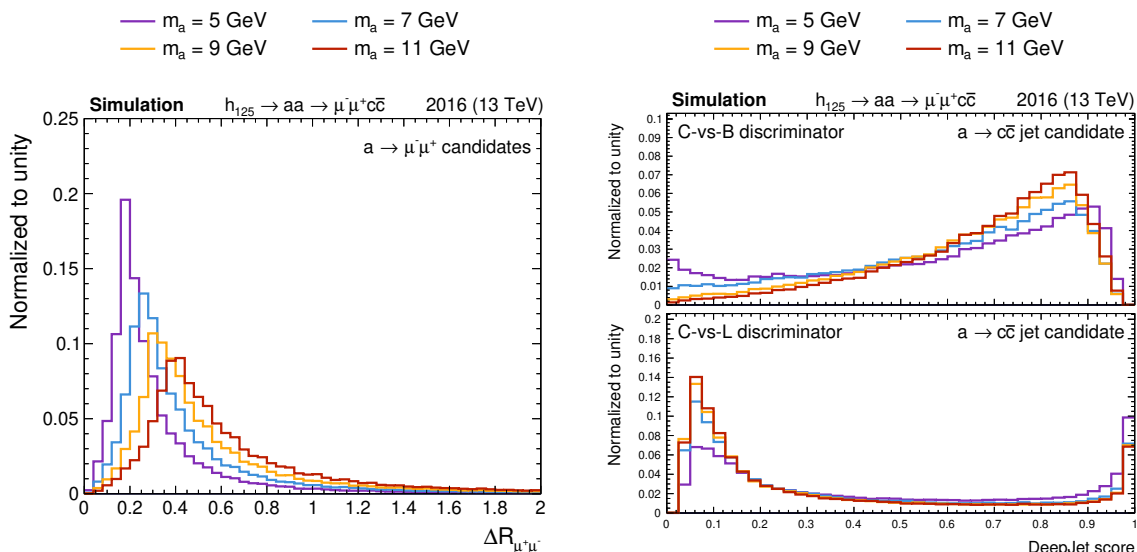 m_a = 5 GeV m_a = 7 GeV
m_a = 9 GeV m_a = 11 GeV
Simulation h_125 → aa → μ⁻μ⁺cc̄ 2016 (13 TeV)
a → μ⁻μ⁺ candidates
Normalized to unity
0.25
0.2
0.15
0.1
0.05
0
0 0.2 0.4 0.6 0.8 1 1.2 1.4 1.6 1.8 2
ΔR_μ⁺μ⁻
m_a = 5 GeV m_a = 7 GeV
m_a = 9 GeV m_a = 11 GeV
Simulation h_125 → aa → μ⁻μ⁺cc̄ 2016 (13 TeV)
C-vs-B discriminator a → cc̄ jet candidate
Normalized to unity
0.1
0.09
0.08
0.07
0.06
0.05
0.04
0.03
0.02
0.01
0
C-vs-L discriminator a → cc̄ jet candidate
Normalized to unity
0.2
0.18
0.16
0.14
0.12
0.1
0.08
0.06
0.04
0.02
0
0 0.1 0.2 0.3 0.4 0.5 0.6 0.7 0.8 0.9 1
DeepJet score